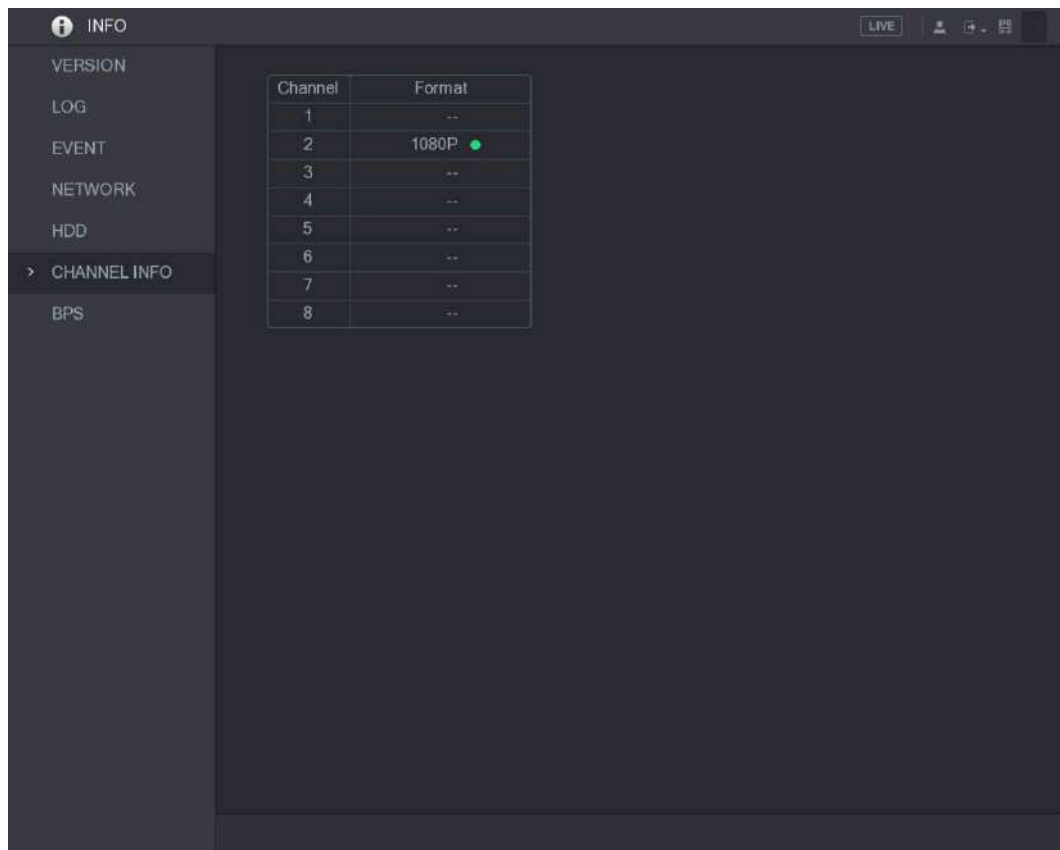 INFO
LIVE
VERSION
LOG
EVENT
NETWORK
HDD
> CHANNEL INFO
BPS
Channel Format
1 --
2 1080P
3 --
4 --
5 --
6 --
7 --
8 --